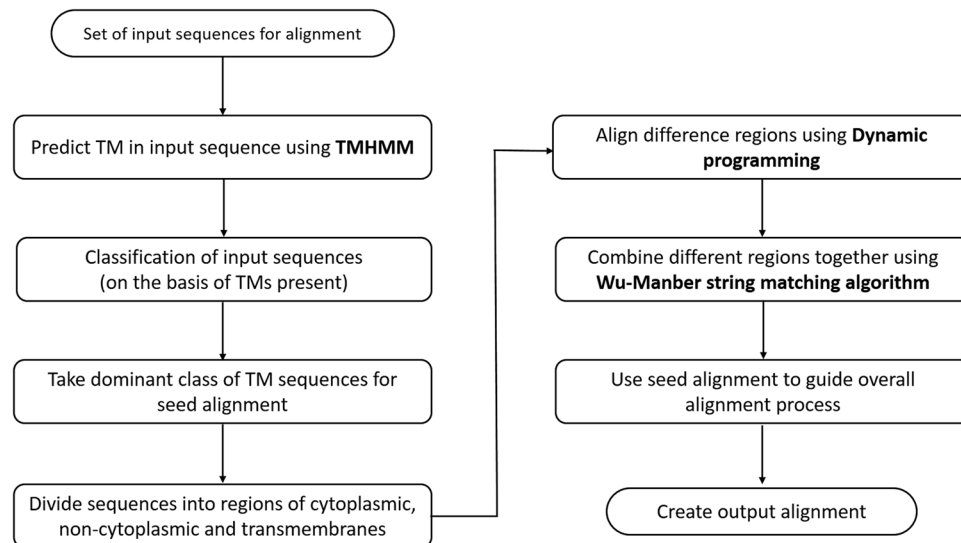 Set of input sequences for alignment
Predict TM in input sequence using TMHMM
Classification of input sequences
(on the basis of TMs present)
Take dominant class of TM sequences for
seed alignment
Divide sequences into regions of cytoplasmic,
non-cytoplasmic and transmembranes
Align difference regions using Dynamic
programming
Combine different regions together using
Wu-Manber string matching algorithm
Use seed alignment to guide overall
alignment process
Create output alignment